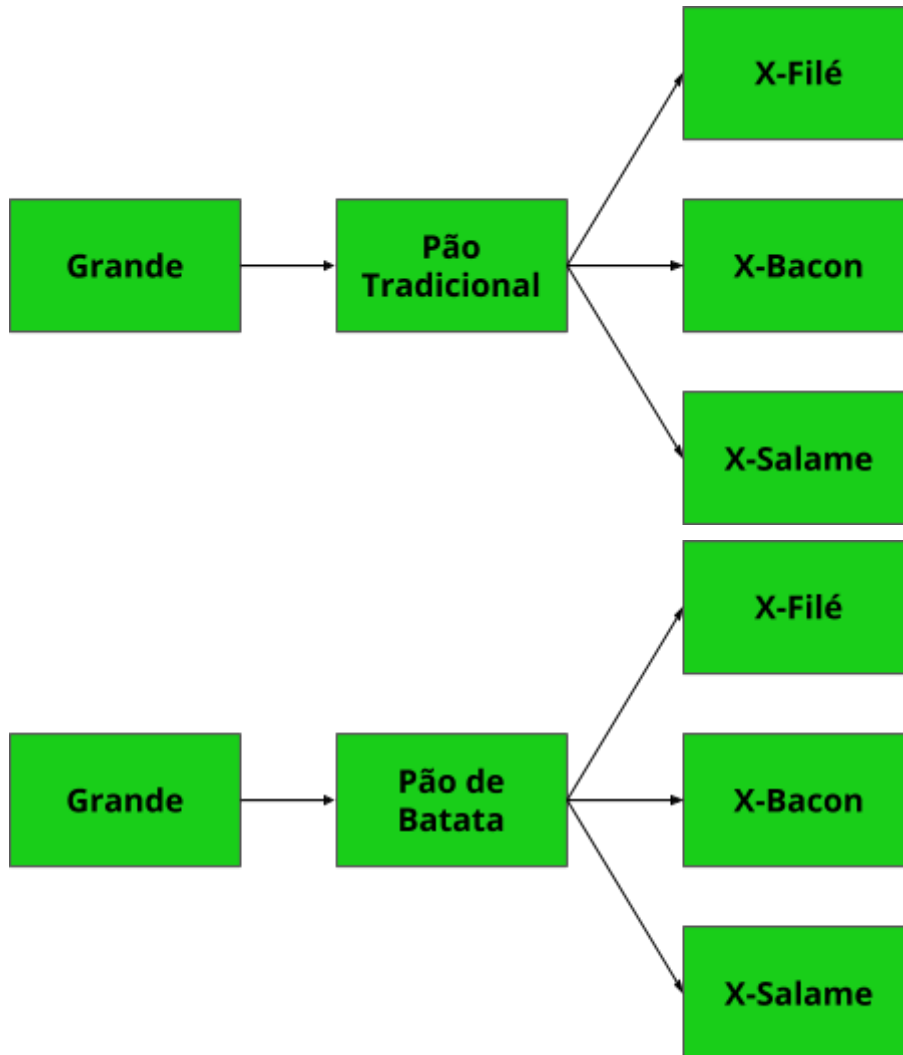 X-Filé
Grande
Pão
Tradicional
X-Bacon
X-Salame
X-Filé
Grande
Pão de
Batata
X-Bacon
X-Salame